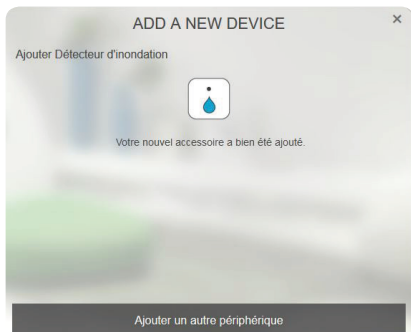 ADD A NEW DEVICE
×
Ajouter Détecteur d'inondation
Votre nouvel accessoire a bien été ajouté.
Ajouter un autre périphérique